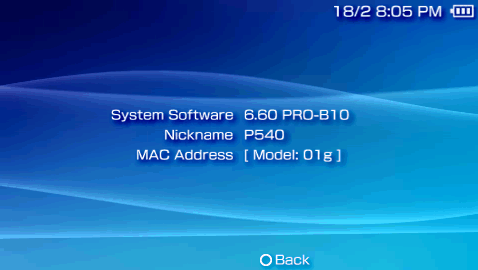 18/2 8:05 PM
System Software 6.60 PRO-B10
Nickname P540
MAC Address [ Model: 01g ]
Back